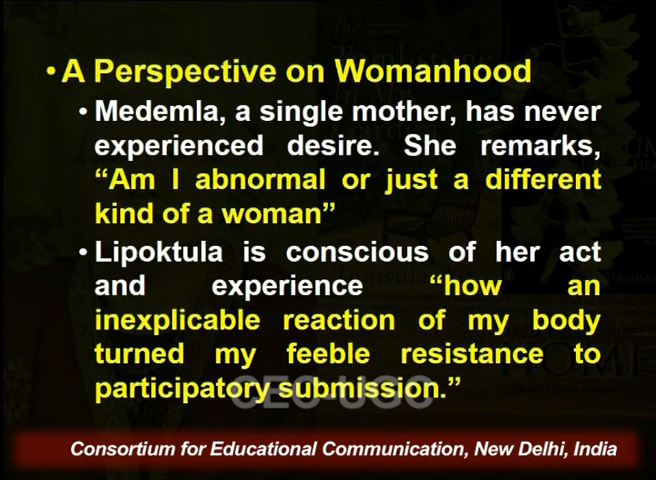 • A Perspective on Womanhood
• Medemla, a single mother, has never
experienced desire. She remarks,
“Am I abnormal or just a different
kind of a woman”
• Lipoktula is conscious of her act
and experience “how an
inexplicable reaction of my body
turned my feeble resistance to
participatory submission.”
CEC-UGC
Consortium for Educational Communication, New Delhi, India